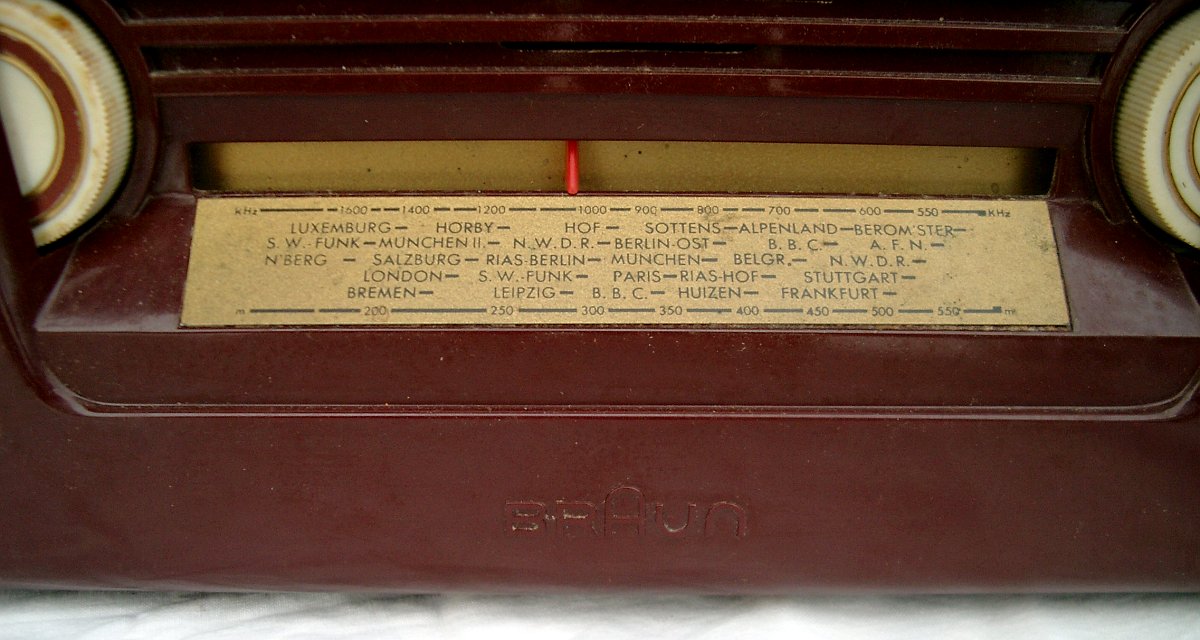 kHz 1600 1400 1200 1000 900 800 700 600 550 KHz
LUXEMBURG HORBY HOF SOTTENS ALPENLAND BEROM'STER
S.W.-FUNK MÜNCHEN II. N.W.D.R. BERLIN-OST B.B.C. A.F.N.
N'BERG SALZBURG RIAS-BERLIN MÜNCHEN BELGR. N.W.D.R.
LONDON S.W.-FUNK PARIS RIAS-HOF STUTTGART
BREMEN LEIPZIG B.B.C. HUIZEN FRANKFURT
m 200 250 300 350 400 450 500 550 m
BRAUN